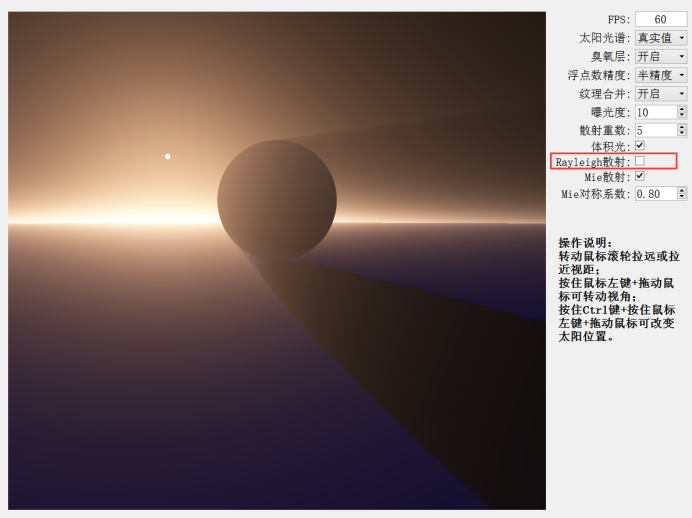 FPS: 60
太阳光谱: 真实值
臭氧层: 开启
浮点数精度: 半精度
纹理合并: 开启
曝光度: 10
散射重数: 5
体积光:
Rayleigh散射:
Mie散射:
Mie对称系数: 0.80
操作说明:
转动鼠标滚轮拉远或拉
近视距;
按住鼠标左键+拖动鼠
标可转动视角;
按住Ctrl键+按住鼠标
左键+拖动鼠标可改变
太阳位置。